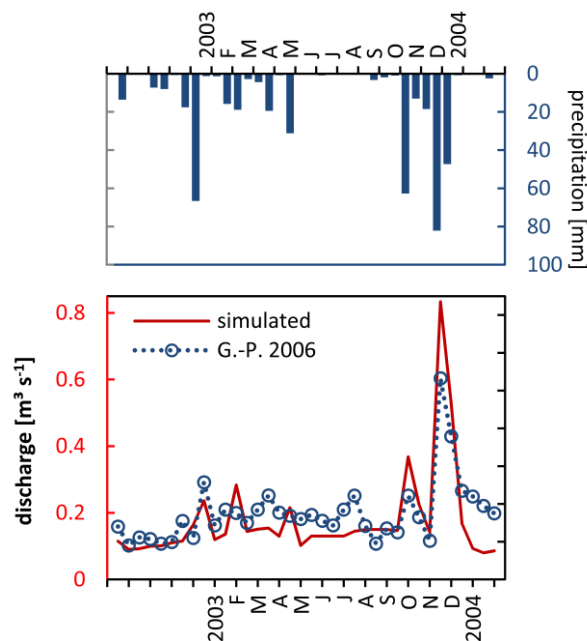 2003 F M A M J J A S O N D 2004
0
20
40
60
80
100
precipitation [mm]
0.8
0.6
0.4
0.2
0
discharge [m³ s⁻¹]
simulated
G.-P. 2006
2003 F M A M J J A S O N D 2004